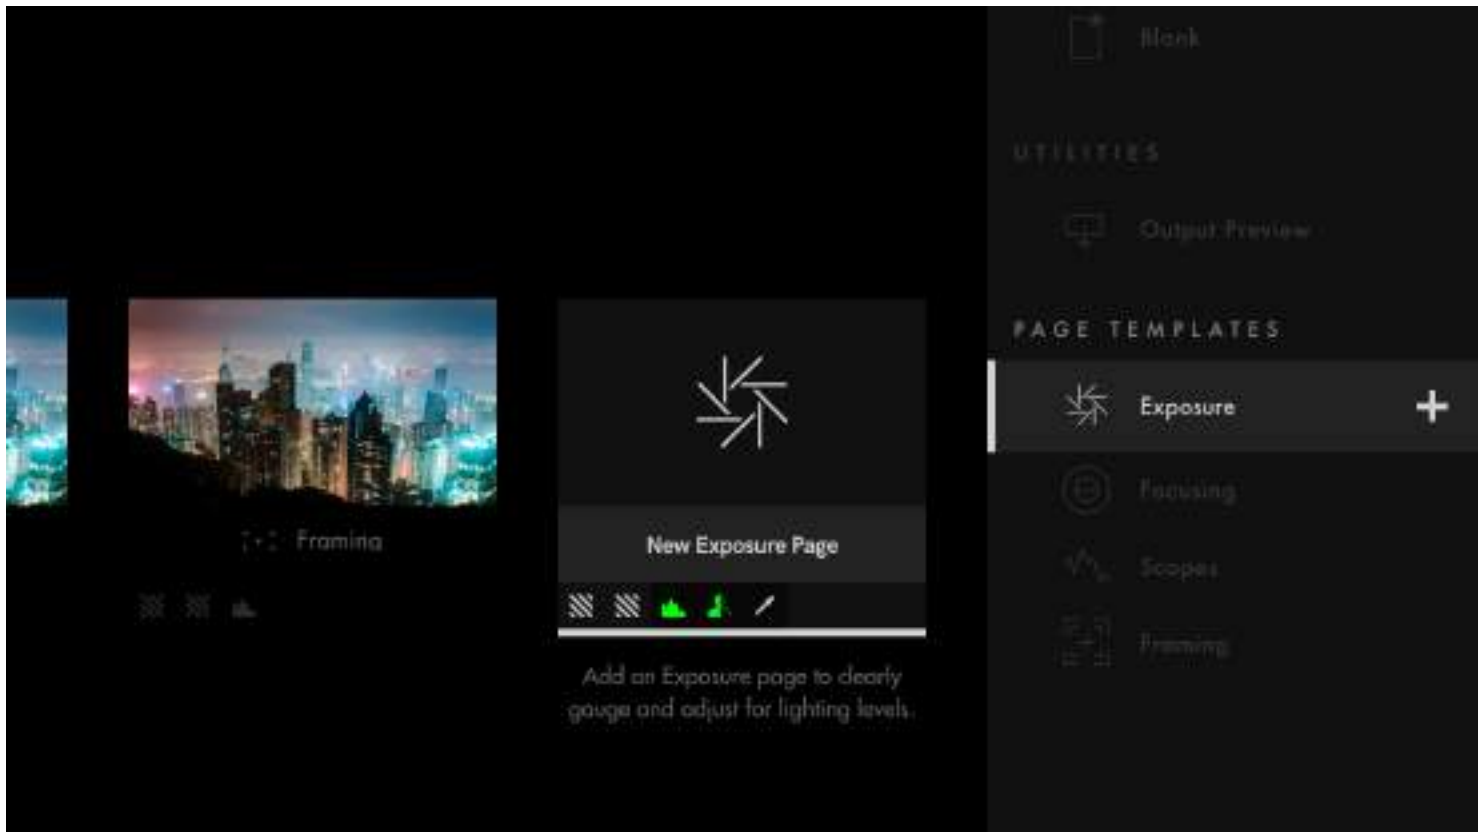 Framing
New Exposure Page
Add an Exposure page to clearly
gauge and adjust for lighting levels.
Blank
UTILITIES
Output Preview
PAGE TEMPLATES
Exposure
Focusing
Scopes
Framing